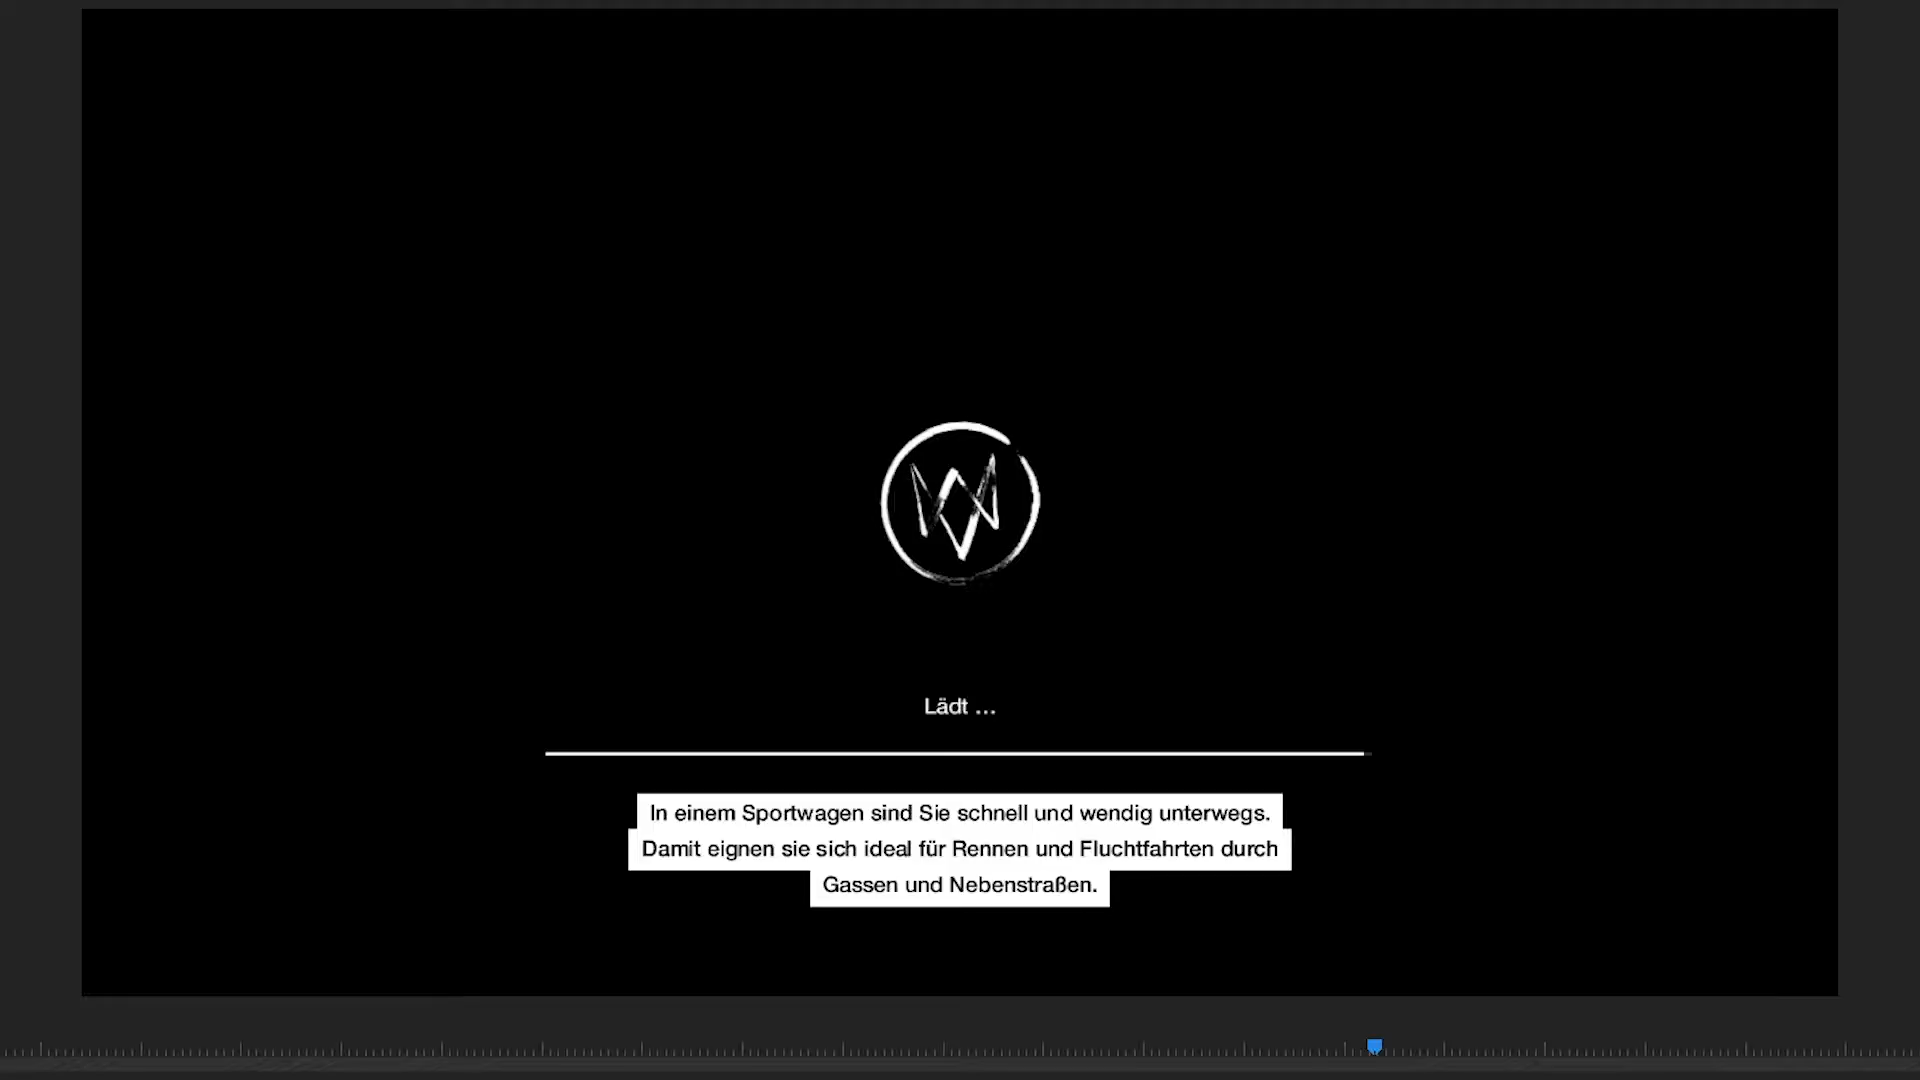 Lädt ...
In einem Sportwagen sind Sie schnell und wendig unterwegs.
Damit eignen sie sich ideal für Rennen und Fluchtfahrten durch
Gassen und Nebenstraßen.